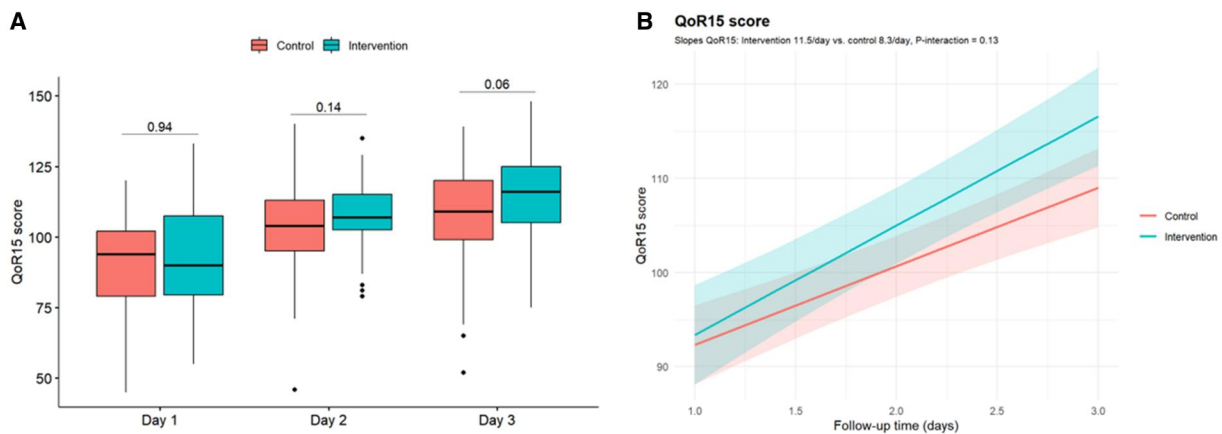 A
Control Intervention
QoR15 score
150
125
100
75
50
0.94
0.14
0.06
Day 1 Day 2 Day 3
B
QoR15 score
Slopes QoR15: Intervention 11.5/day vs. control 8.3/day, P-interaction = 0.13
QoR15 score
120
110
100
90
1.0 1.5 2.0 2.5 3.0
Follow-up time (days)
Control
Intervention